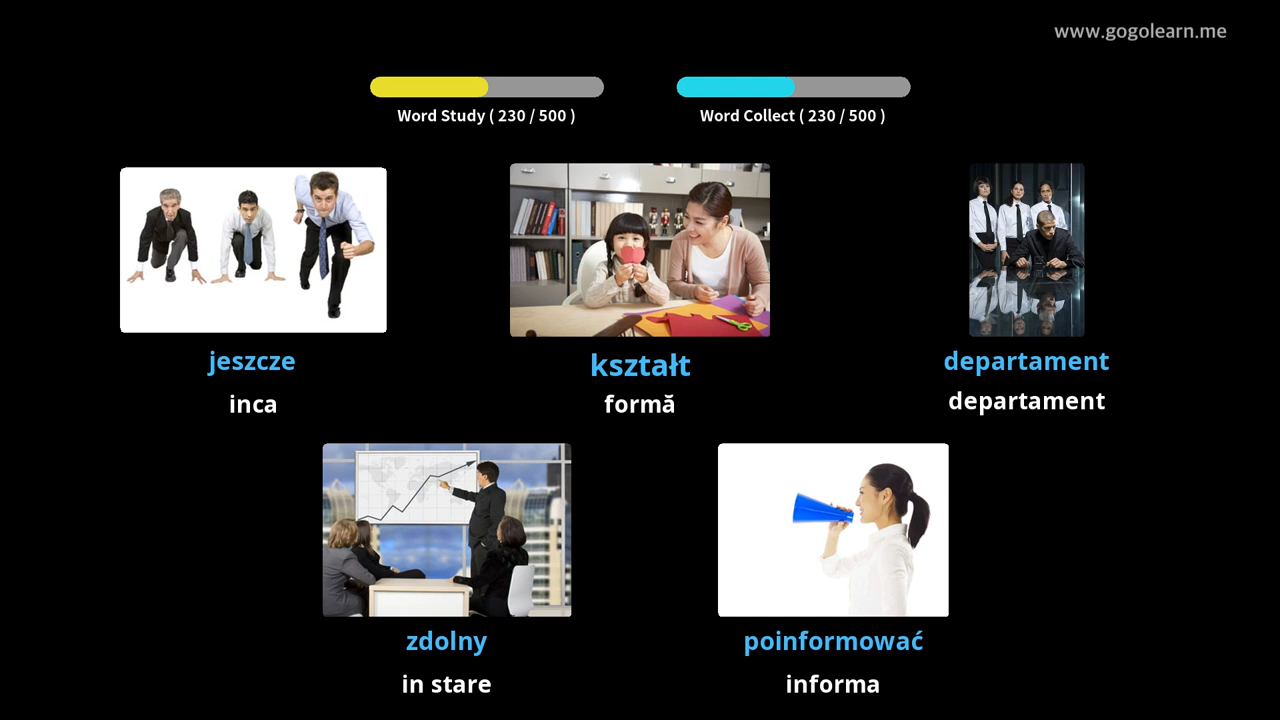 www.gogolearn.me
Word Study ( 230 / 500 )
Word Collect ( 230 / 500 )
jeszcze
inca
kształt
formă
departament
departament
zdolny
in stare
poinformować
informa